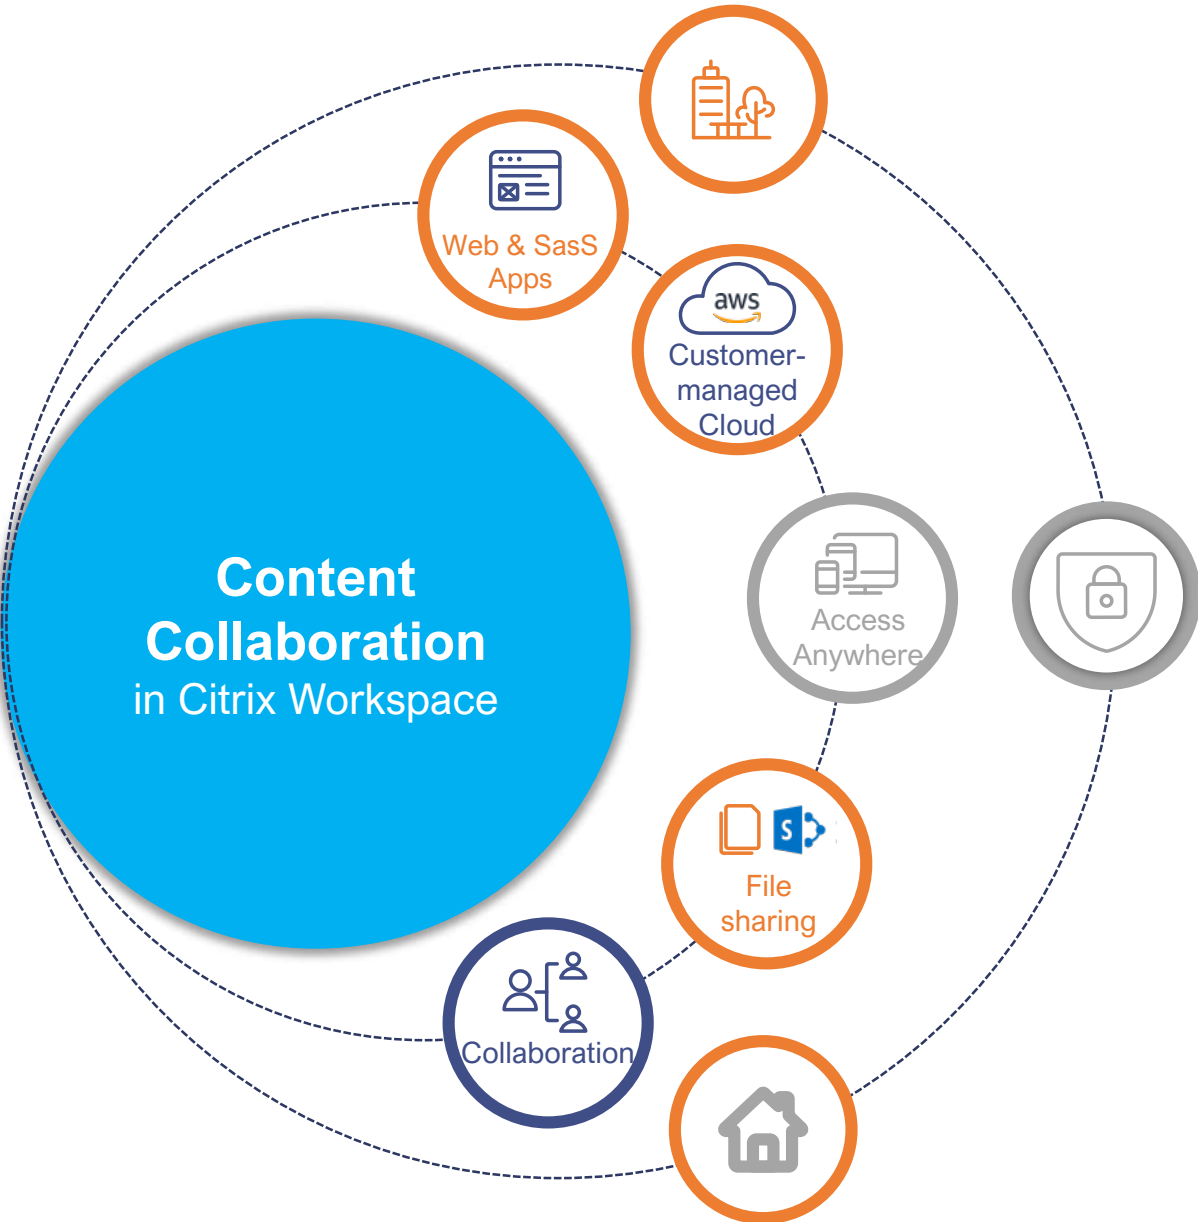 Web & SasS
Apps
aws
Customer-
managed
Cloud
Content
Collaboration
in Citrix Workspace
Access
Anywhere
S
File
sharing
Collaboration